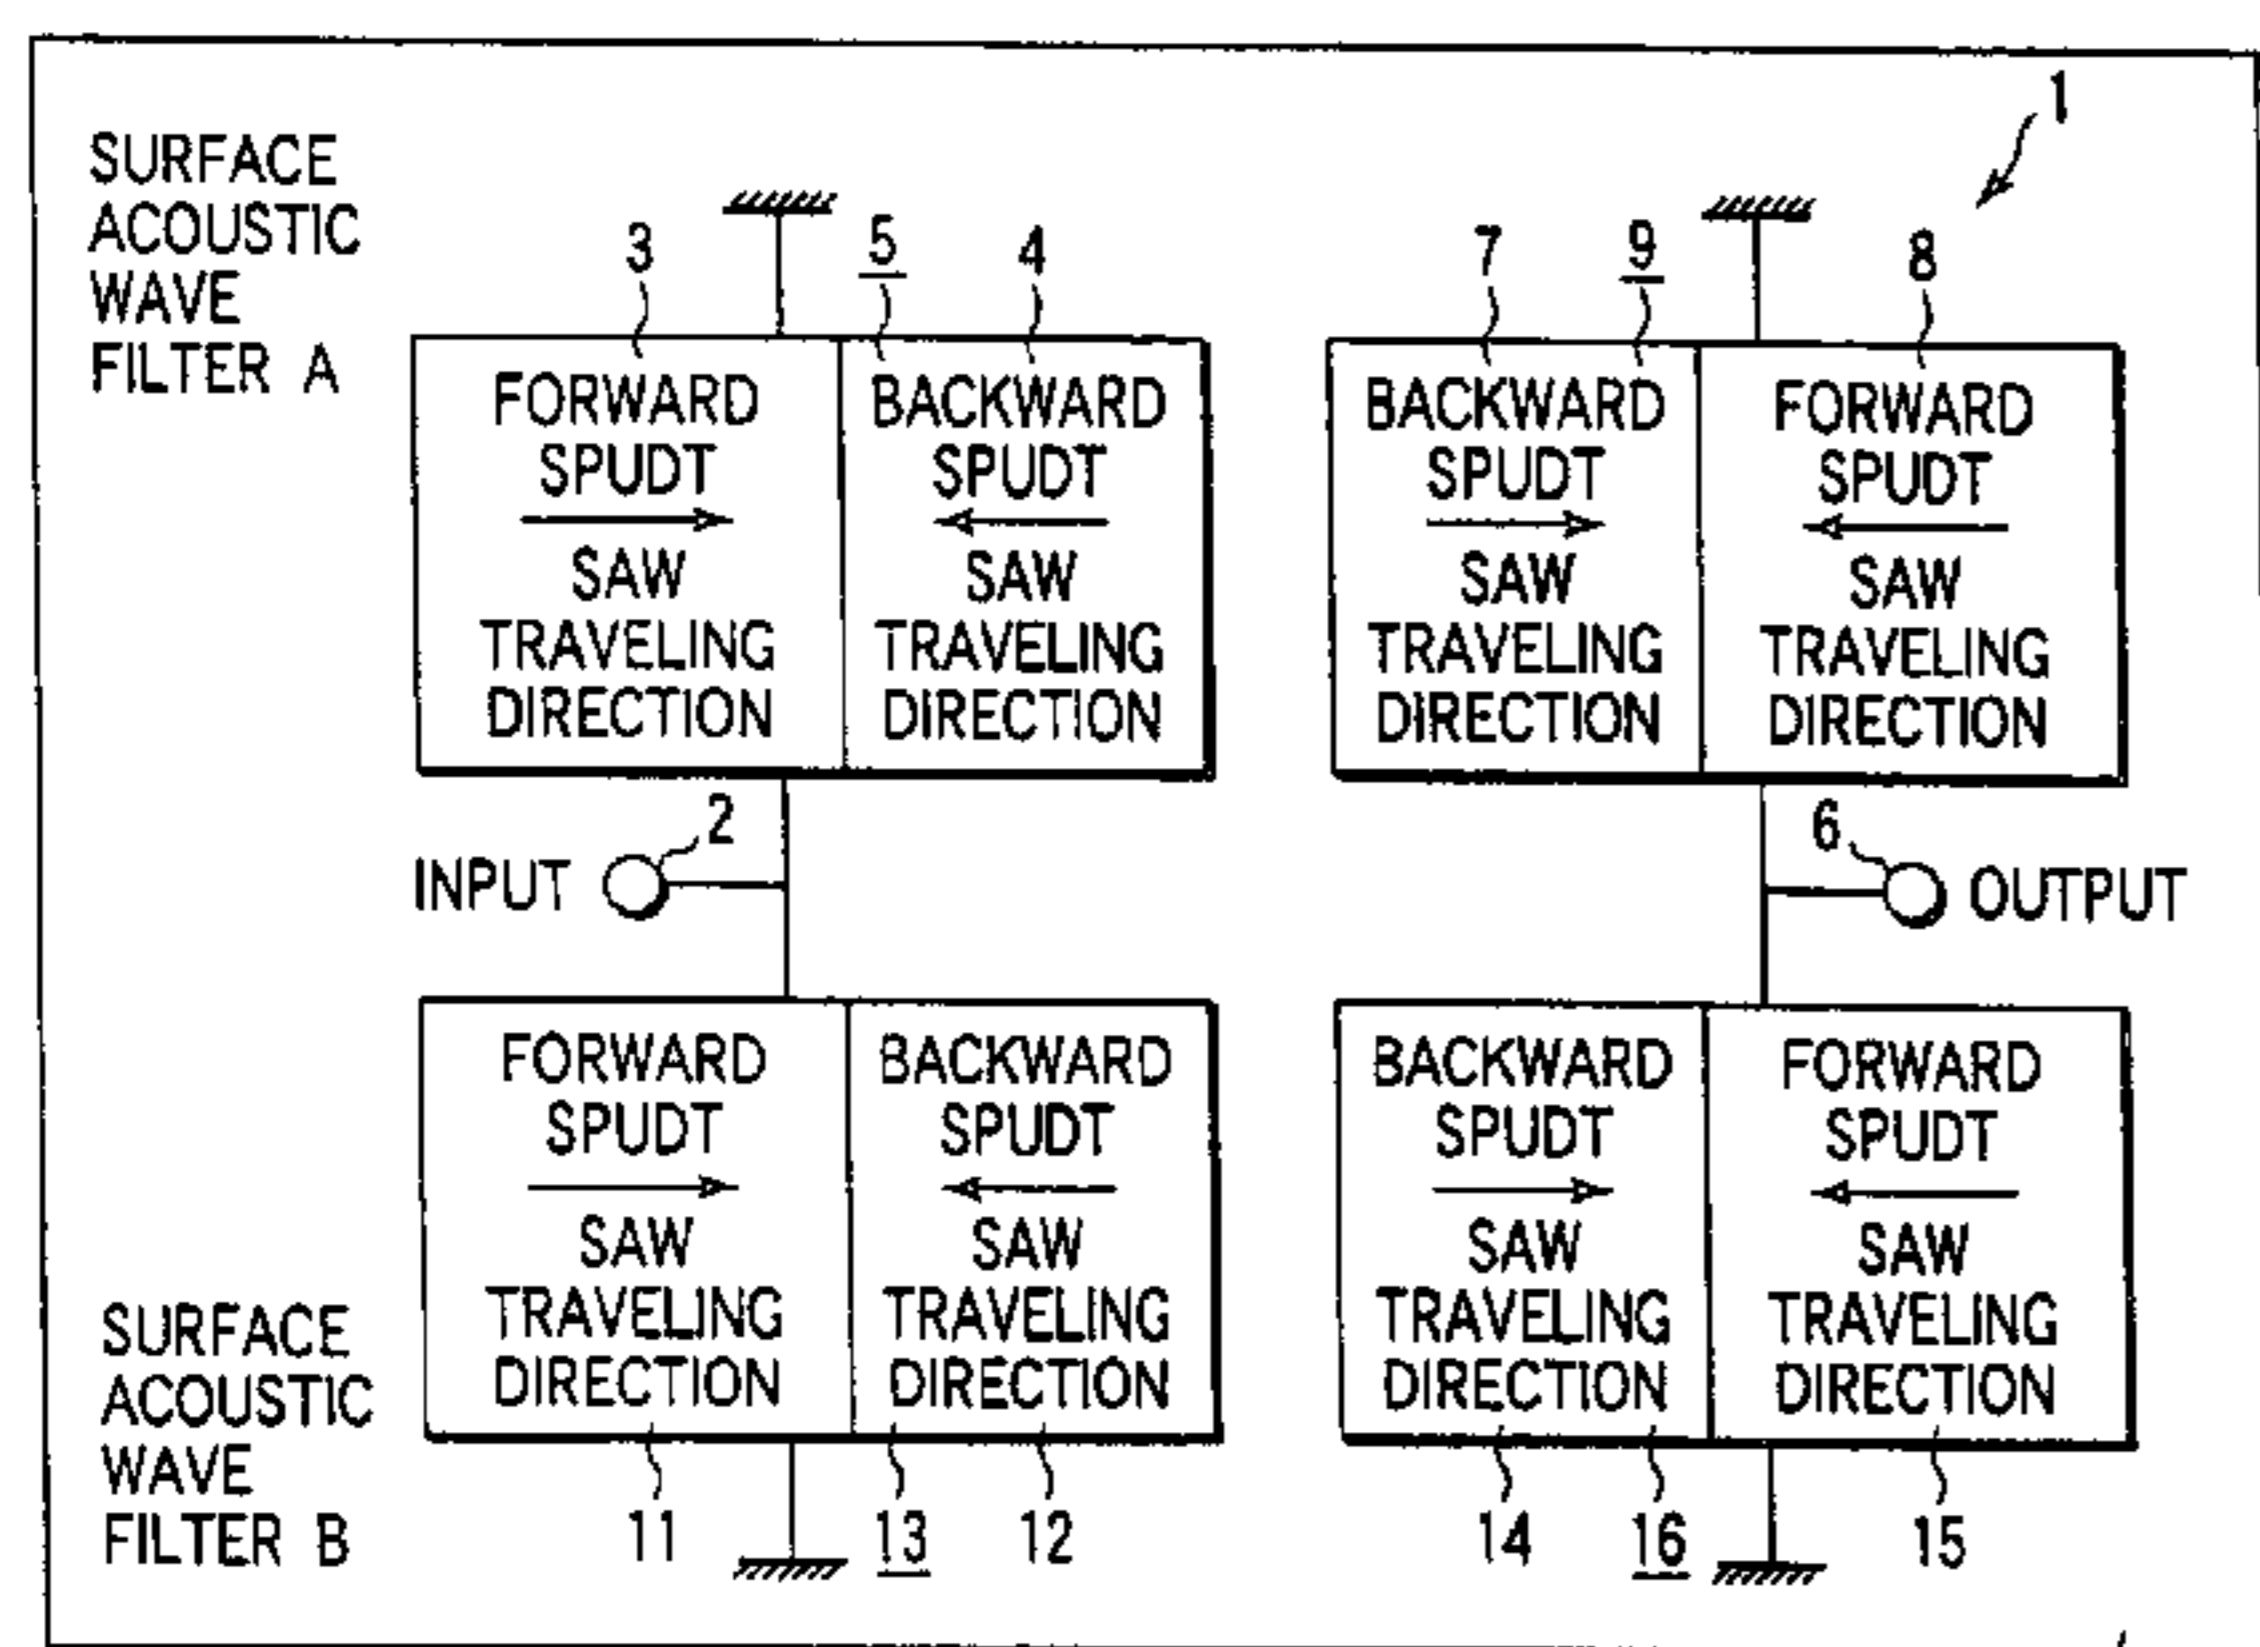 1
SURFACE
ACOUSTIC
WAVE
FILTER A
3
5
4
7
9
8
FORWARD
SPUDT
SAW
TRAVELING
DIRECTION
BACKWARD
SPUDT
SAW
TRAVELING
DIRECTION
BACKWARD
SPUDT
SAW
TRAVELING
DIRECTION
FORWARD
SPUDT
SAW
TRAVELING
DIRECTION
INPUT
2
6
OUTPUT
FORWARD
SPUDT
SAW
TRAVELING
DIRECTION
BACKWARD
SPUDT
SAW
TRAVELING
DIRECTION
BACKWARD
SPUDT
SAW
TRAVELING
DIRECTION
FORWARD
SPUDT
SAW
TRAVELING
DIRECTION
SURFACE
ACOUSTIC
WAVE
FILTER B
11
13
12
14
16
15